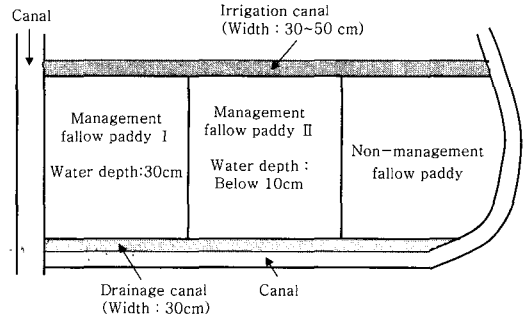 Canal
Irrigation canal
(Width : 30~50 cm)
Management
fallow paddy Ⅰ
Water depth:30cm
Management
fallow paddy Ⅱ
Water depth :
Below 10cm
Non-management
fallow paddy
Drainage canal
(Width : 30cm)
Canal